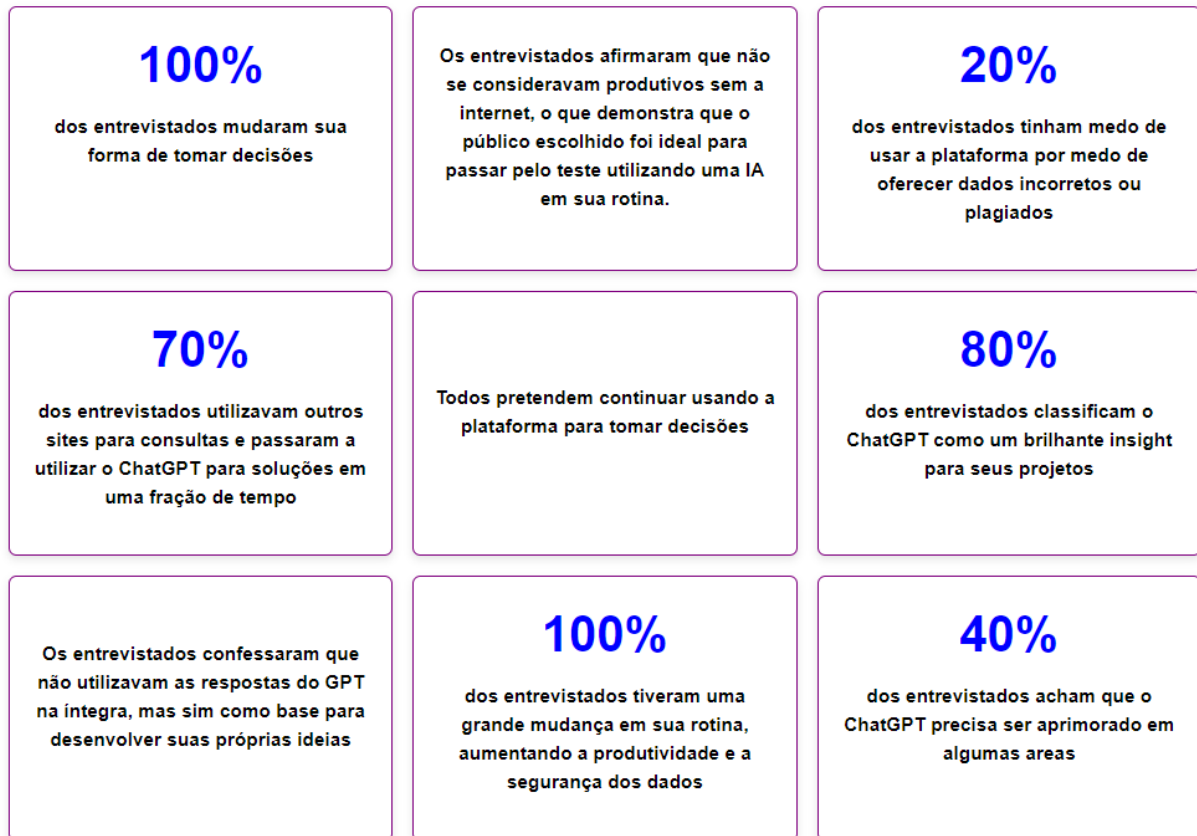 100%
dos entrevistados mudaram sua
forma de tomar decisões
Os entrevistados afirmaram que não
se consideravam produtivos sem a
internet, o que demonstra que o
público escolhido foi ideal para
passar pelo teste utilizando uma IA
em sua rotina.
20%
dos entrevistados tinham medo de
usar a plataforma por medo de
oferecer dados incorretos ou
plagiados
70%
dos entrevistados utilizavam outros
sites para consultas e passaram a
utilizar o ChatGPT para soluções em
uma fração de tempo
Todos pretendem continuar usando a
plataforma para tomar decisões
80%
dos entrevistados classificam o
ChatGPT como um brilhante insight
para seus projetos
Os entrevistados confessaram que
não utilizavam as respostas do GPT
na íntegra, mas sim como base para
desenvolver suas próprias ideias
100%
dos entrevistados tiveram uma
grande mudança em sua rotina,
aumentando a produtividade e a
segurança dos dados
40%
dos entrevistados acham que o
ChatGPT precisa ser aprimorado em
algumas areas